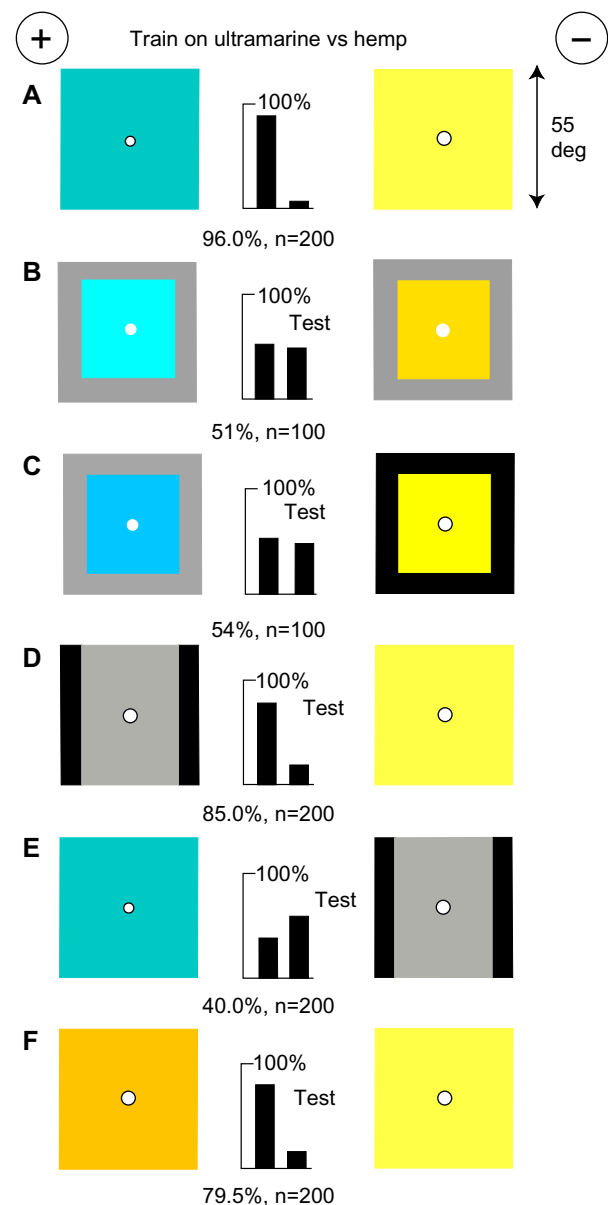 + Train on ultramarine vs hemp −
A
100%
55
deg
96.0%, n=200
B
100%
Test
51%, n=100
C
100%
Test
54%, n=100
D
100%
Test
85.0%, n=200
E
100%
Test
40.0%, n=200
F
100%
Test
79.5%, n=200